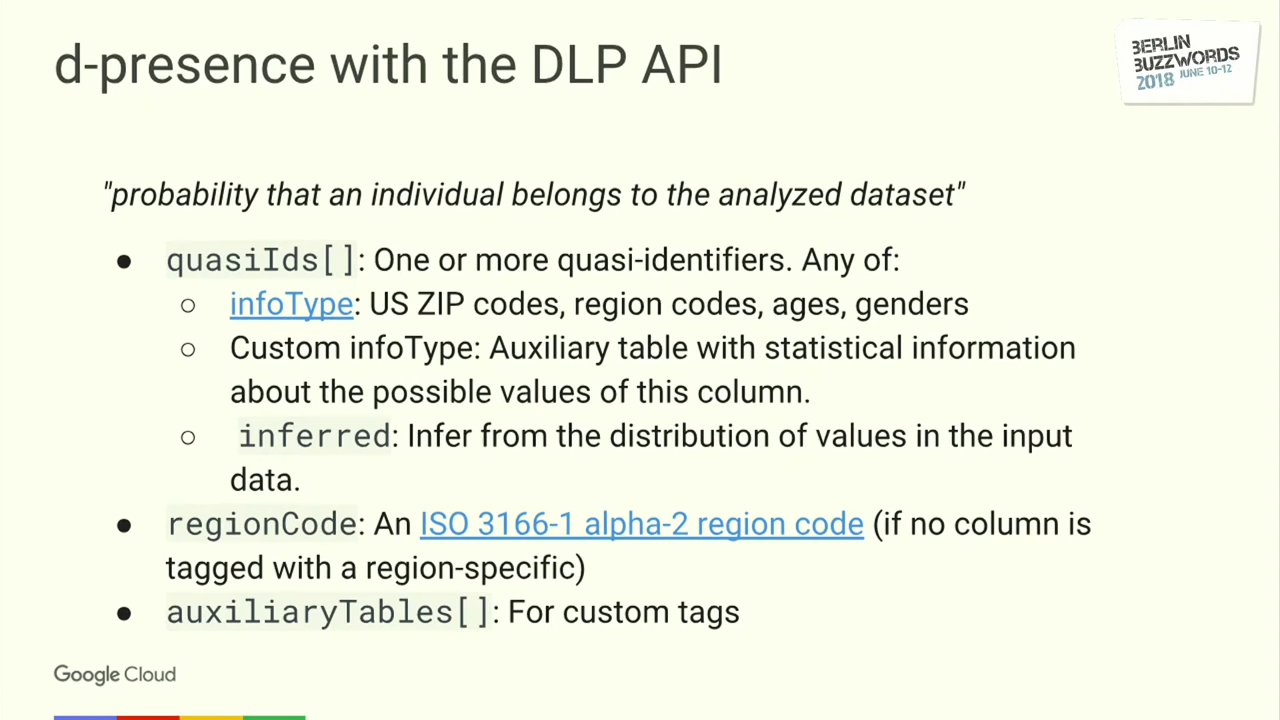 d-presence with the DLP API
BERLIN
BUZZWORDS
2018 JUNE 10-12
"probability that an individual belongs to the analyzed dataset"
● quasiIds[]: One or more quasi-identifiers. Any of:
○ infoType: US ZIP codes, region codes, ages, genders
○ Custom infoType: Auxiliary table with statistical information
about the possible values of this column.
○ inferred: Infer from the distribution of values in the input
data.
● regionCode: An ISO 3166-1 alpha-2 region code (if no column is
tagged with a region-specific)
● auxiliaryTables[]: For custom tags
Google Cloud